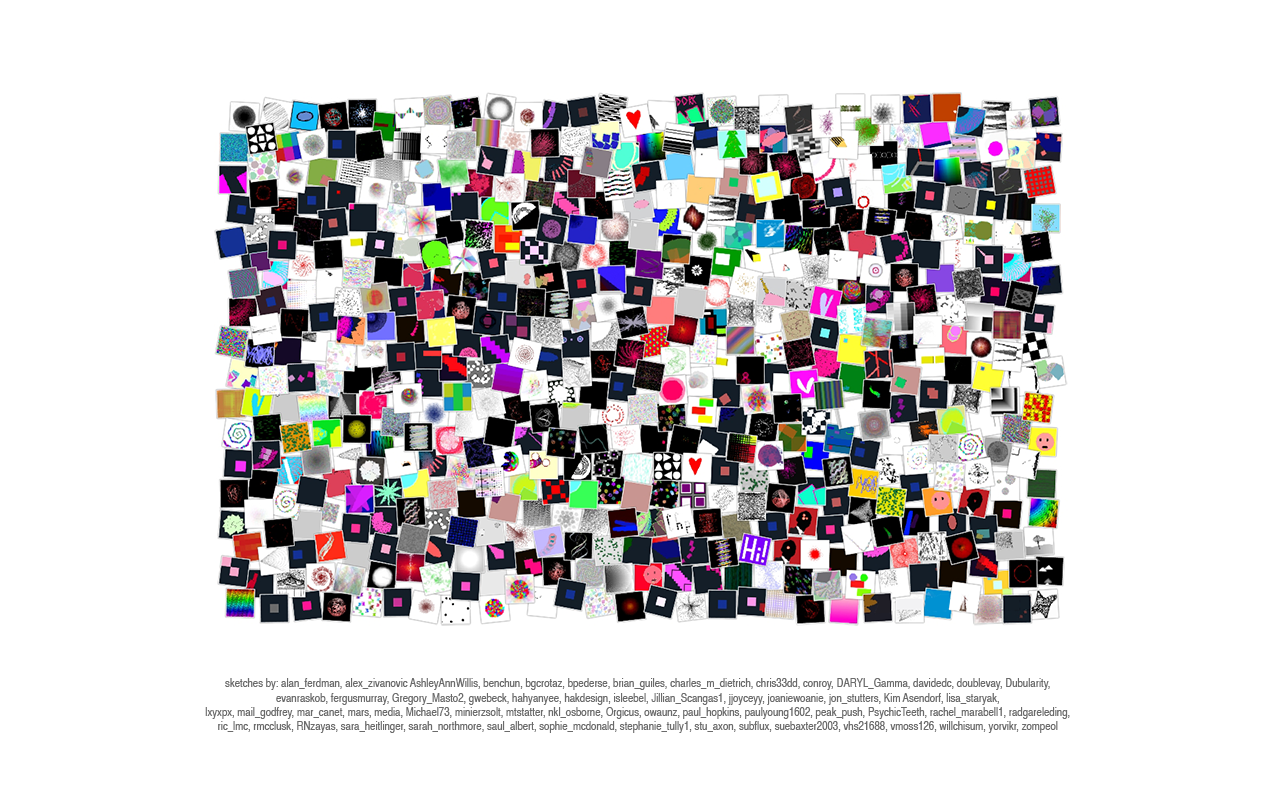 DORK
Hi!
sketches by: alan_ferdman, alex_zivanovic AshleyAnnWillis, benchun, bgcrotaz, bpederse, brian_guiles, charles_m_dietrich, chris33dd, conroy, DARYL_Gamma, davidedc, doublevay, Dubularity,
evanraskob, fergusmurray, Gregory_Masto2, gwebeck, hahyanyee, hakdesign, isleebel, Jillian_Scangas1, jjoyceyy, joaniewoanie, jon_stutters, Kim Asendorf, lisa_staryak,
lxyxpx, mail_godfrey, mar_canet, mars, media, Michael73, minierzsolt, mtstatter, nkl_osborne, Orgicus, owaunz, paul_hopkins, paulyoung1602, peak_push, PsychicTeeth, rachel_marabell1, radgareleding,
ric_lmc, rmcclusk, RNzayas, sara_heitlinger, sarah_northmore, saul_albert, sophie_mcdonald, stephanie_tully1, stu_axon, subflux, suebaxter2003, vhs21688, vmoss126, willchisum, yorvikr, zompeol